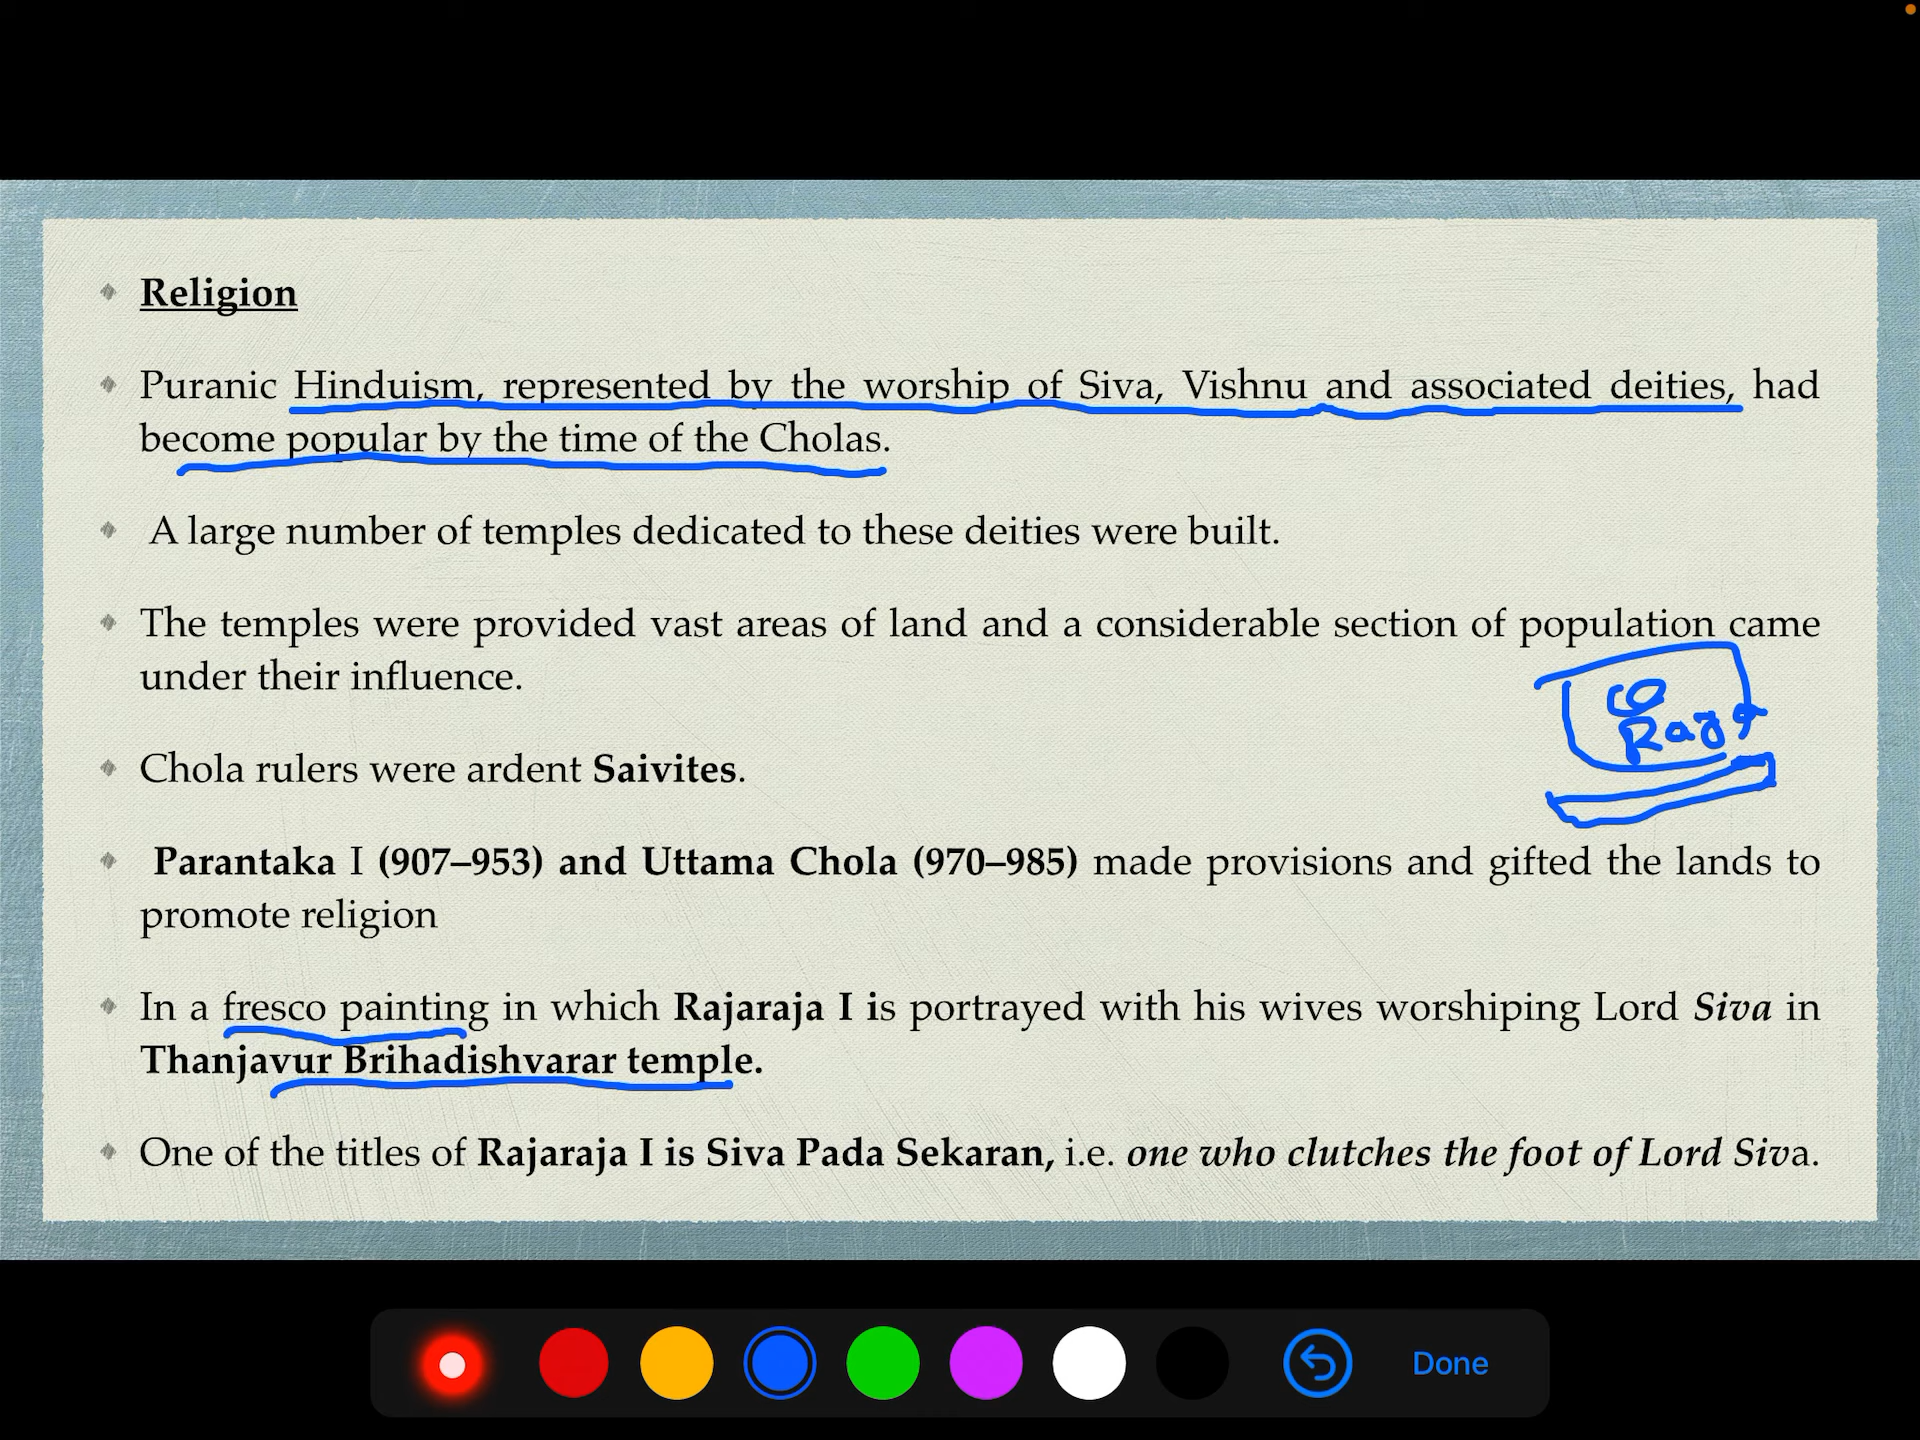 Religion
Puranic Hinduism, represented by the worship of Siva, Vishnu and associated deities, had
become popular by the time of the Cholas.
A large number of temples dedicated to these deities were built.
The temples were provided vast areas of land and a considerable section of population came
under their influence.
Chola rulers were ardent Saivites.
Parantaka I (907–953) and Uttama Chola (970–985) made provisions and gifted the lands to
promote religion
In a fresco painting in which Rajaraja I is portrayed with his wives worshiping Lord Siva in
Thanjavur Brihadishvarar temple.
One of the titles of Rajaraja I is Siva Pada Sekaran, i.e. one who clutches the foot of Lord Siva.
Done